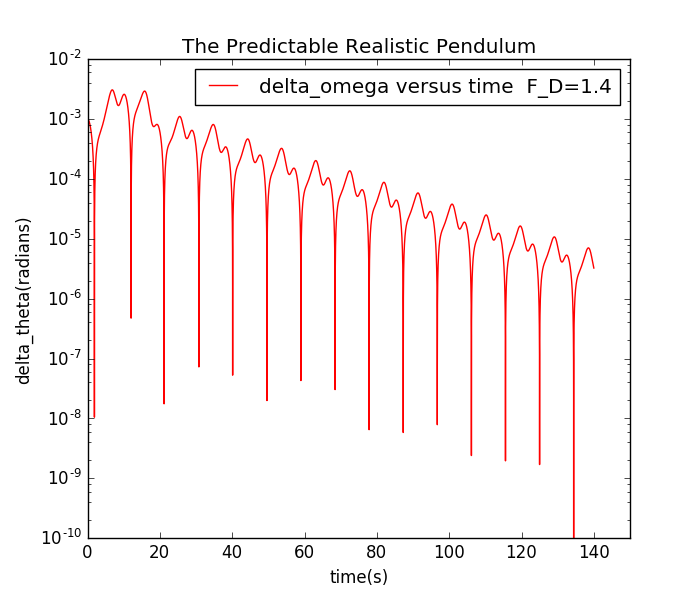 The Predictable Realistic Pendulum
delta_omega versus time  F_D=1.4
delta_theta(radians)
10^-2
10^-3
10^-4
10^-5
10^-6
10^-7
10^-8
10^-9
10^-10
0 20 40 60 80 100 120 140
time(s)